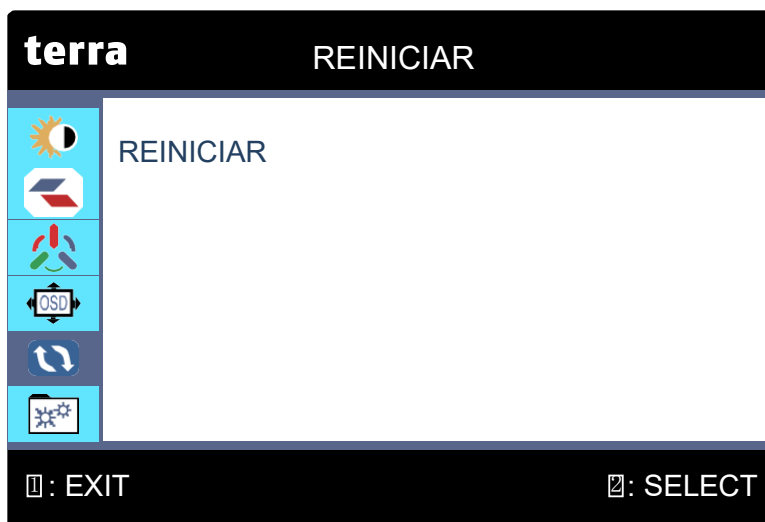 terra
REINICIAR
REINICIAR
OSD
1: EXIT
2: SELECT